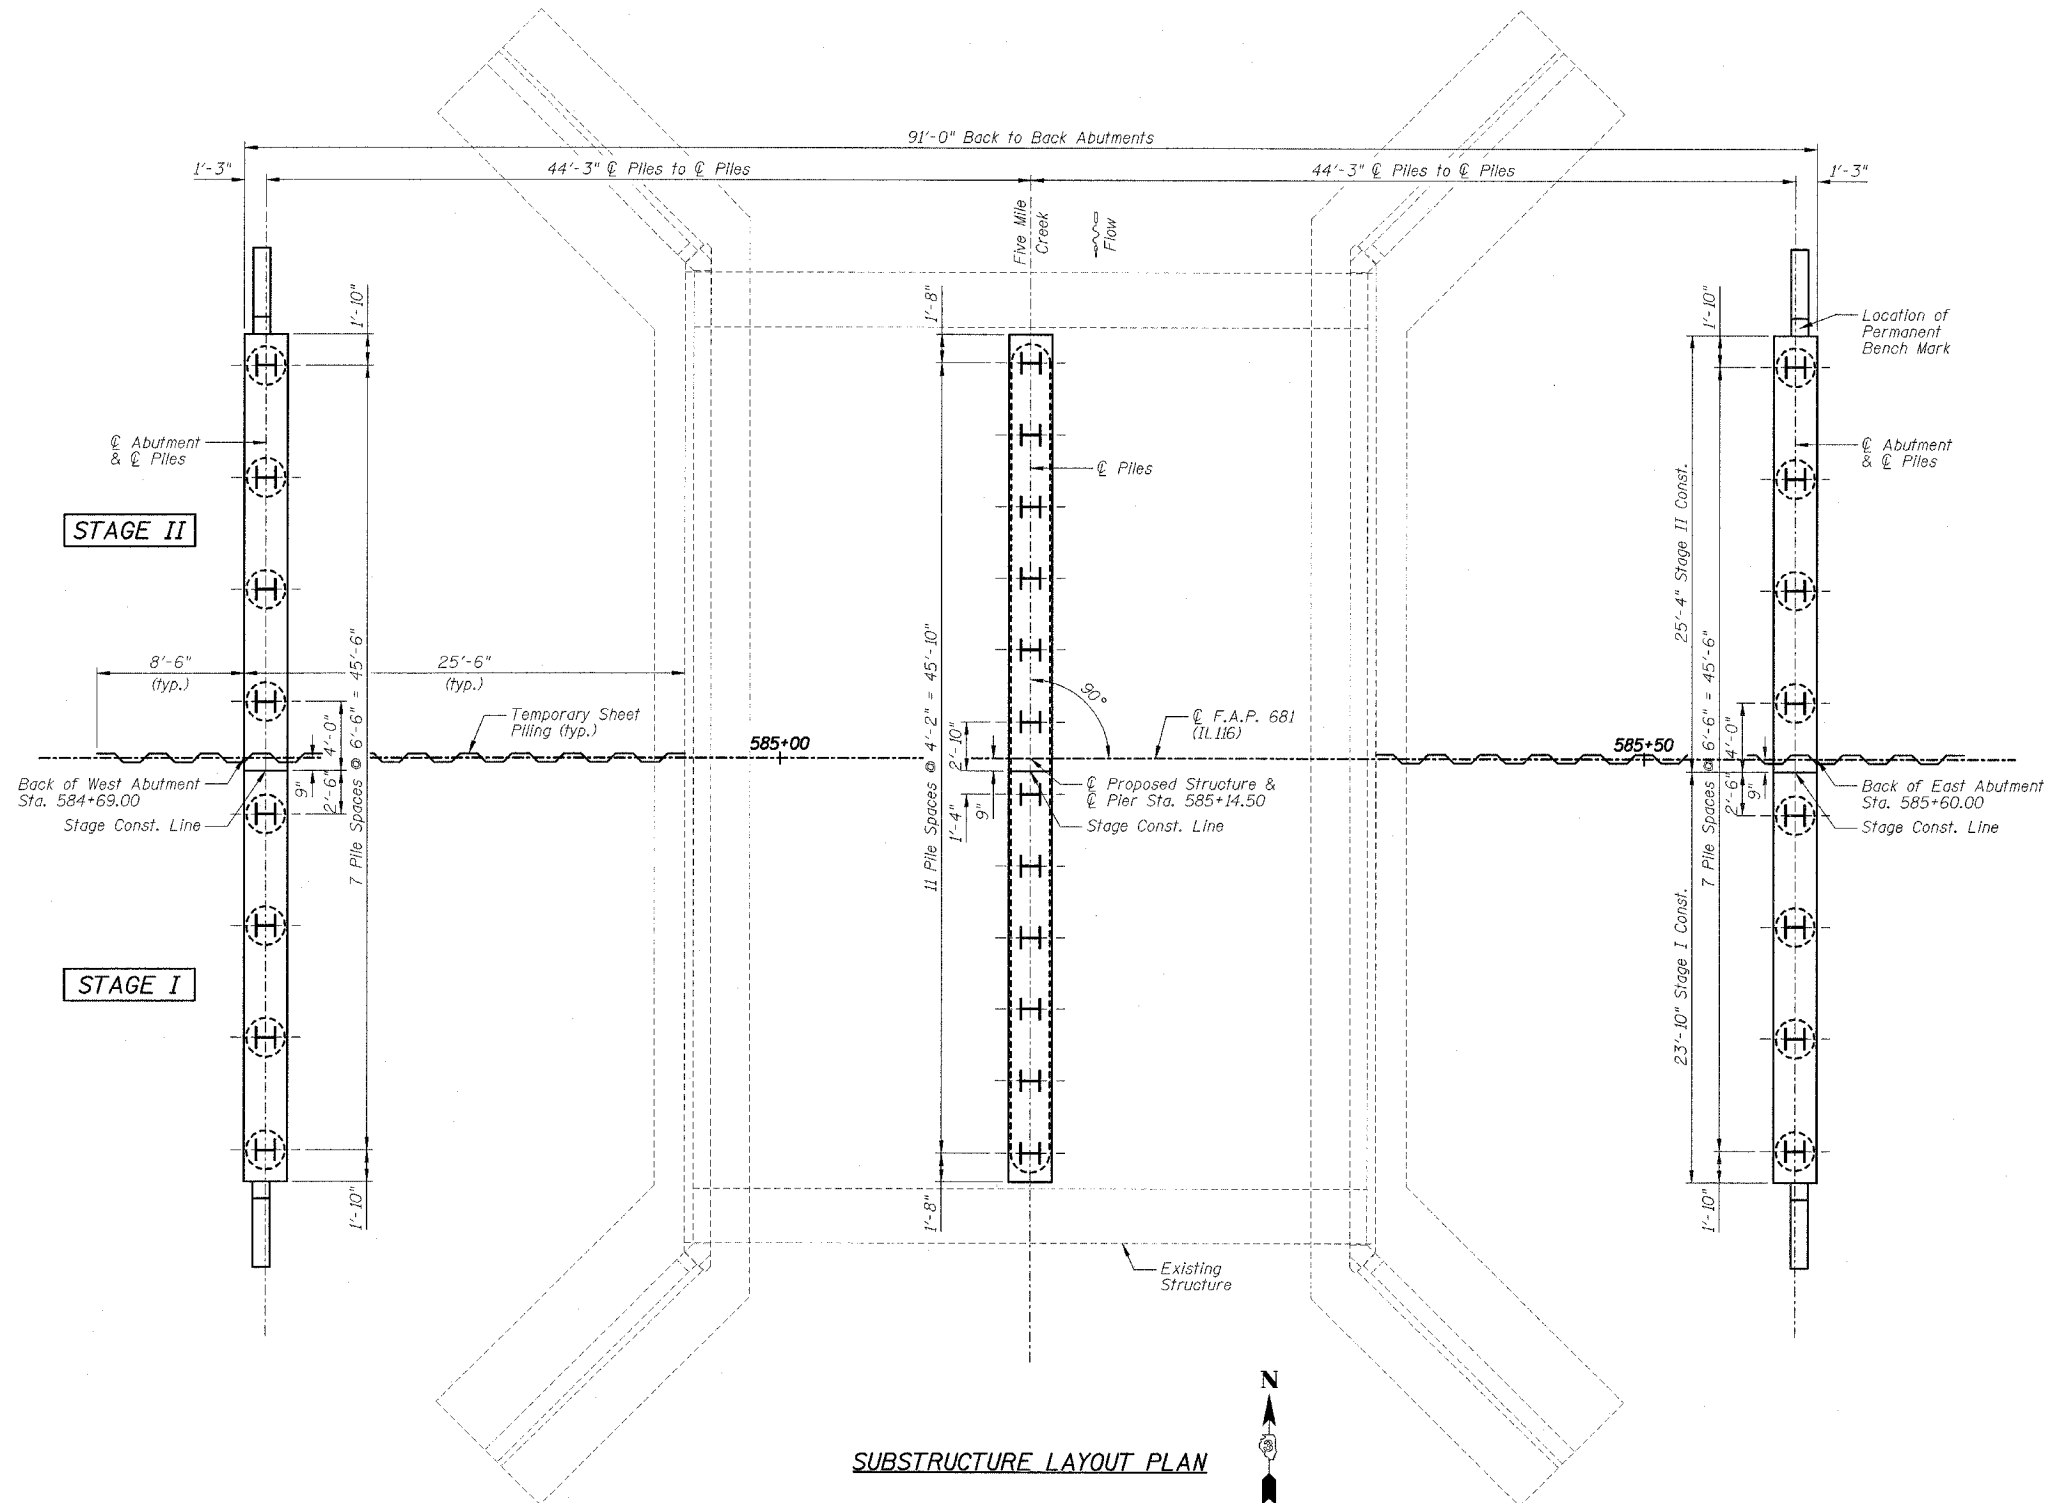 91'-0" Back to Back Abutments
1'-3"
44'-3" ℄ Piles to ℄ Piles
44'-3" ℄ Piles to ℄ Piles
1'-3"
Five Mile
Creek
Flow
1'-10"
1'-8"
1'-10"
Location of
Permanent
Bench Mark
℄ Abutment
& ℄ Piles
℄ Piles
℄ Abutment
& ℄ Piles
STAGE II
25'-4" Stage II Const.
8'-6"
(typ.)
25'-6"
(typ.)
7 Pile Spaces @ 6'-6" = 45'-6"
11 Pile Spaces @ 4'-2" = 45'-10"
7 Pile Spaces @ 6'-6" = 45'-6"
90°
Temporary Sheet
Piling (typ.)
℄ F.A.P. 681
(IL 116)
4'-0"
2'-10"
4'-0"
585+00
585+50
Back of West Abutment
Sta. 584+69.00
Stage Const. Line
9"
2'-6"
1'-4"
9"
℄ Proposed Structure &
℄ Pier Sta. 585+14.50
Stage Const. Line
2'-6"
9"
Back of East Abutment
Sta. 585+60.00
Stage Const. Line
STAGE I
23'-10" Stage I Const.
1'-10"
1'-8"
1'-10"
Existing
Structure
N
3
SUBSTRUCTURE LAYOUT PLAN